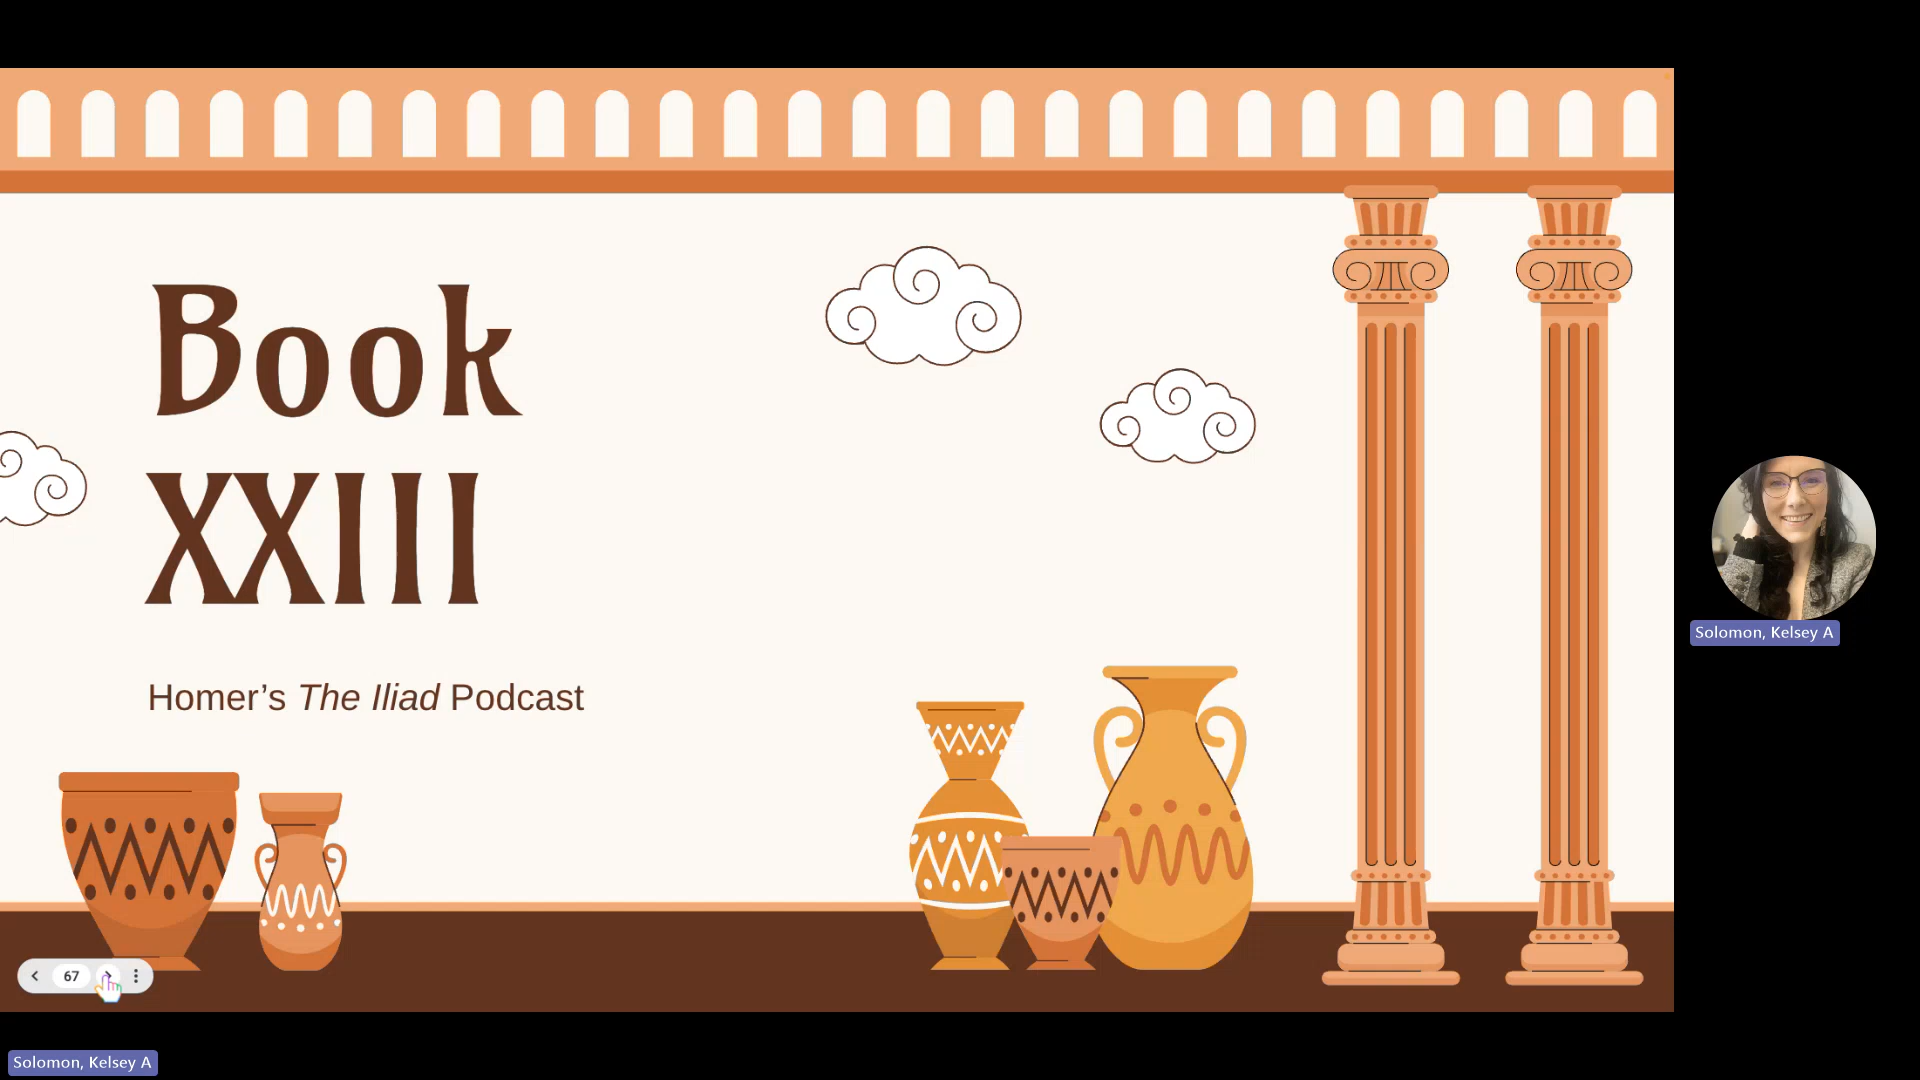 Book
XXIII
Homer’s The Iliad Podcast
67
Solomon, Kelsey A
Solomon, Kelsey A